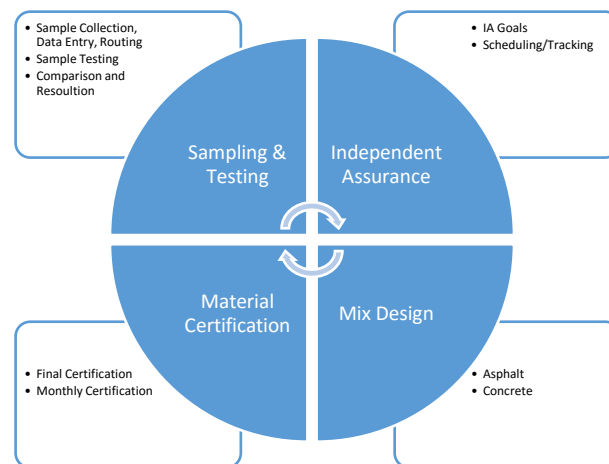 • Sample Collection,
Data Entry, Routing
• Sample Testing
• Comparison and
Resoultion
• IA Goals
• Scheduling/Tracking
Sampling &
Testing
Independent
Assurance
Material
Certification
Mix Design
• Final Certification
• Monthly Certification
• Asphalt
• Concrete